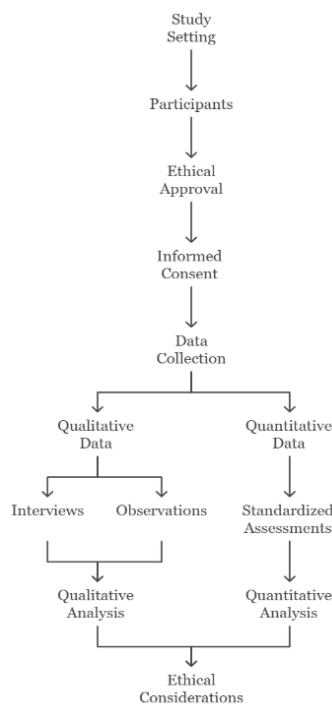 Study
Setting
Participants
Ethical
Approval
Informed
Consent
Data
Collection
Qualitative
Data
Quantitative
Data
Interviews
Observations
Standardized
Assessments
Qualitative
Analysis
Quantitative
Analysis
Ethical
Considerations